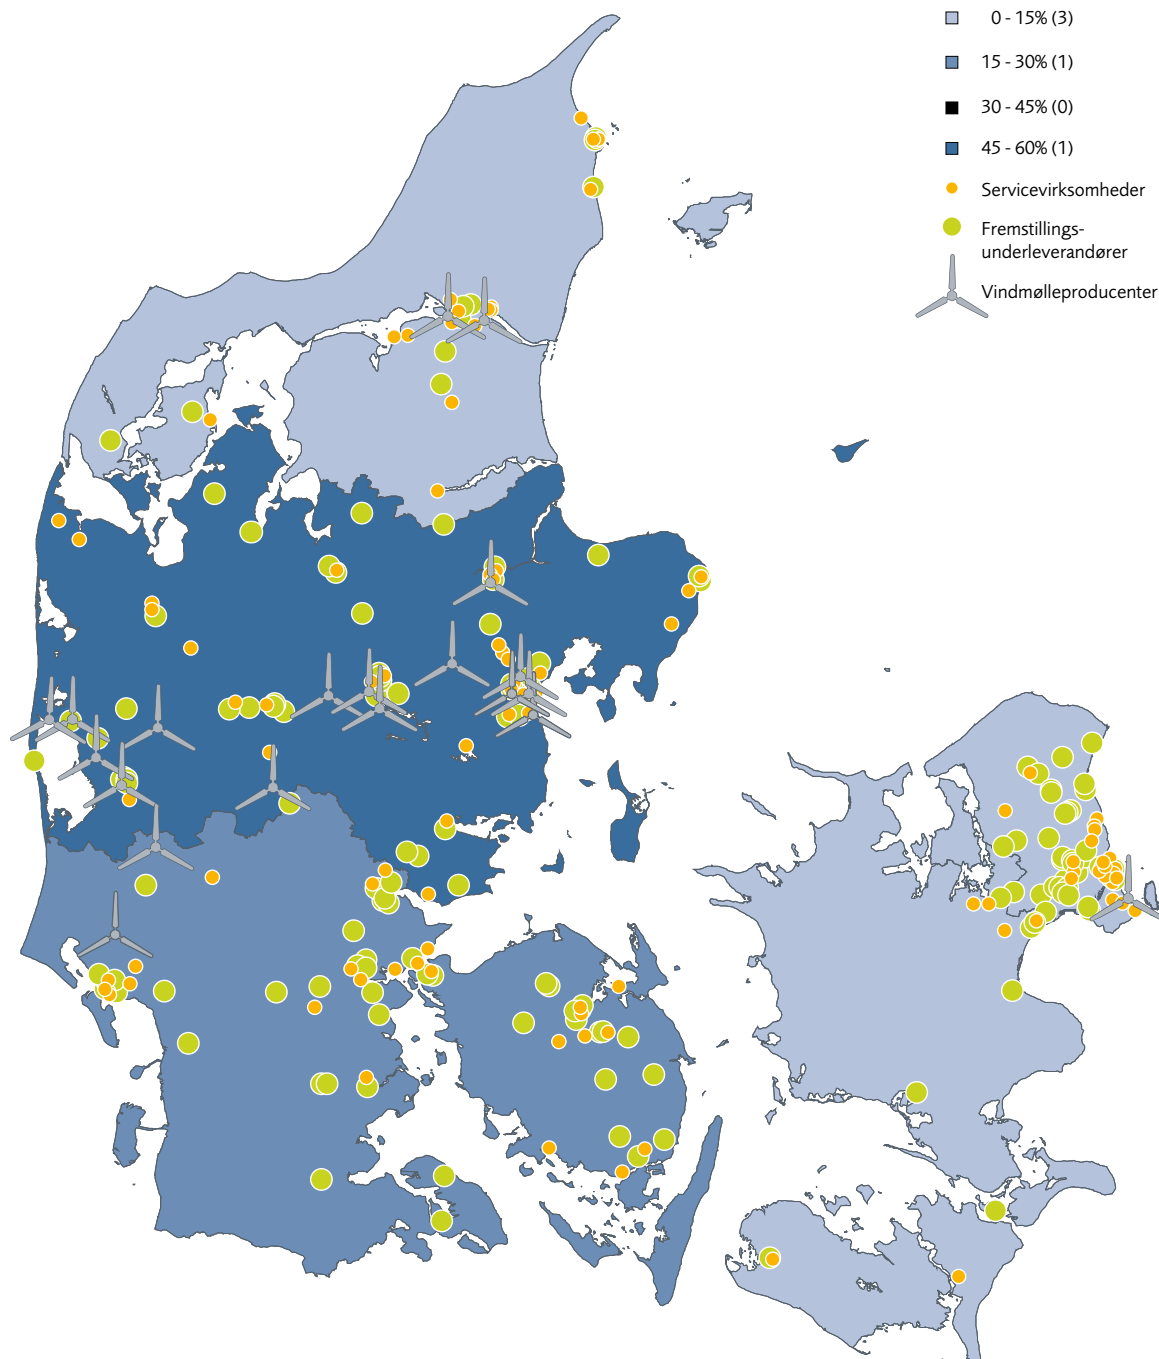 0 - 15% (3)
15 - 30% (1)
30 - 45% (0)
45 - 60% (1)
Servicevirksomheder
Fremstillings-
underleverandører
Vindmølleproducenter